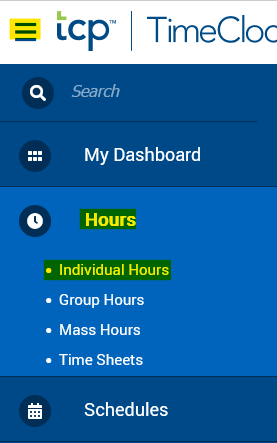 tcp™ TimeCloc
Search
My Dashboard
Hours
• Individual Hours
• Group Hours
• Mass Hours
• Time Sheets
Schedules